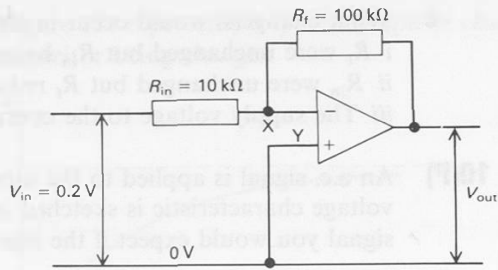 R_f = 100 kΩ
R_in = 10 kΩ
−
X
Y
+
V_in = 0.2 V
V_out
0 V